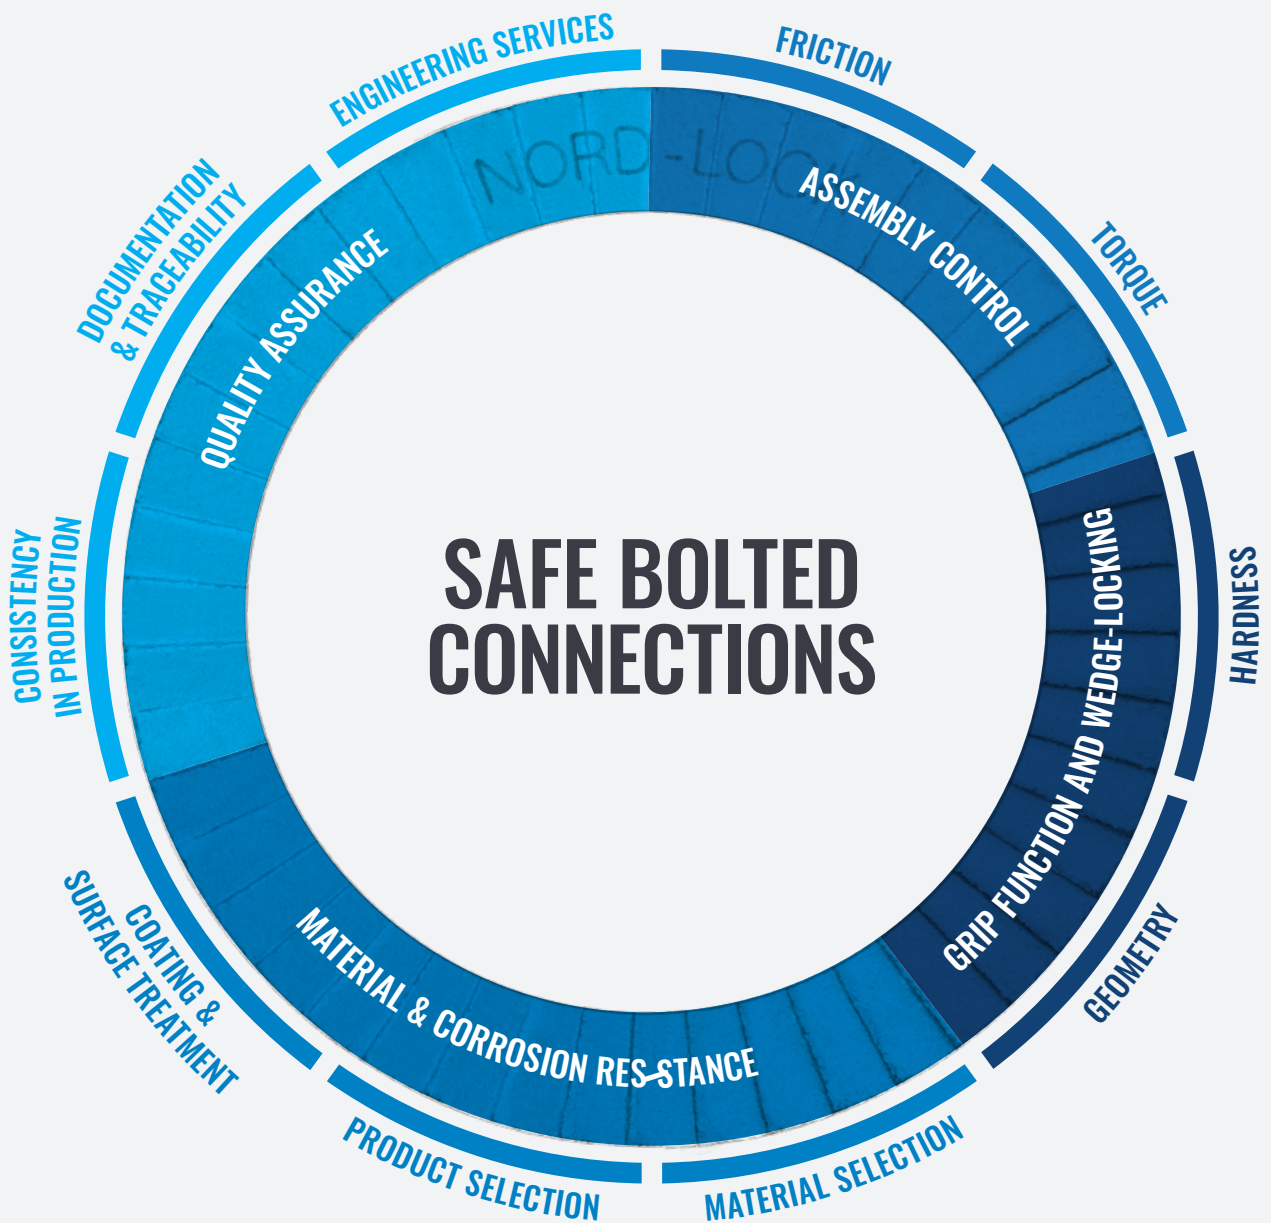 ENGINEERING SERVICES
FRICTION
TORQUE
HARDNESS
GEOMETRY
MATERIAL SELECTION
PRODUCT SELECTION
COATING &
SURFACE TREATMENT
CONSISTENCY
IN PRODUCTION
DOCUMENTATION
& TRACEABILITY
NORD-LOCK
ASSEMBLY CONTROL
GRIP FUNCTION AND WEDGE-LOCKING
MATERIAL & CORROSION RESISTANCE
QUALITY ASSURANCE
SAFE BOLTED
CONNECTIONS